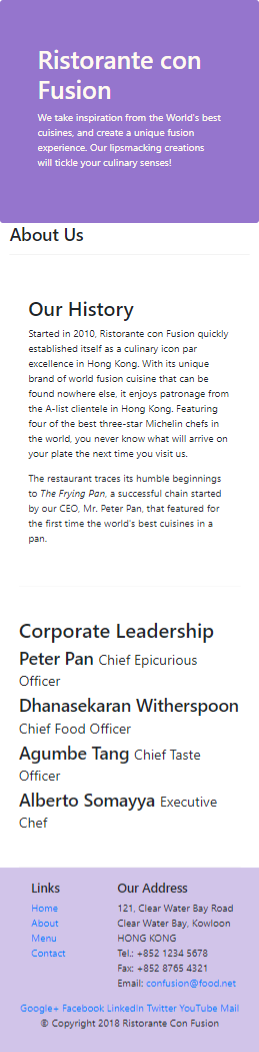 Ristorante con
Fusion
We take inspiration from the World's best
cuisines, and create a unique fusion
experience. Our lipsmacking creations
will tickle your culinary senses!
About Us
Our History
Started in 2010, Ristorante con Fusion quickly
established itself as a culinary icon par
excellence in Hong Kong. With its unique
brand of world fusion cuisine that can be
found nowhere else, it enjoys patronage from
the A-list clientele in Hong Kong. Featuring
four of the best three-star Michelin chefs in
the world, you never know what will arrive on
your plate the next time you visit us.
The restaurant traces its humble beginnings
to The Frying Pan, a successful chain started
by our CEO, Mr. Peter Pan, that featured for
the first time the world's best cuisines in a
pan.
Corporate Leadership
Peter Pan Chief Epicurious
Officer
Dhanasekaran Witherspoon
Chief Food Officer
Agumbe Tang Chief Taste
Officer
Alberto Somayya Executive
Chef
Links
Home
About
Menu
Contact
Our Address
121, Clear Water Bay Road
Clear Water Bay, Kowloon
HONG KONG
Tel.: +852 1234 5678
Fax: +852 8765 4321
Email: confusion@food.net
Google+ Facebook LinkedIn Twitter YouTube Mail
© Copyright 2018 Ristorante Con Fusion